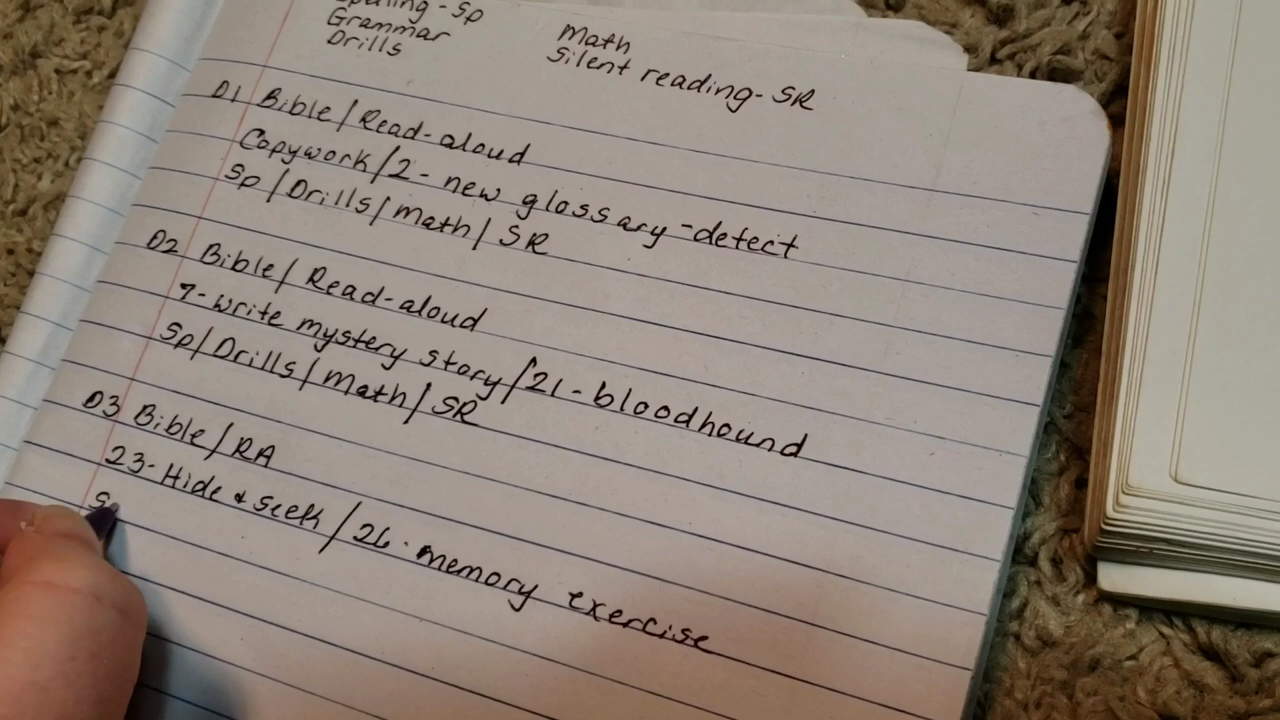 Spelling - Sp
Grammar
Drills
Math
Silent reading - SR
D1 Bible/Read-aloud
Copywork/2- new glossary-detect
Sp/Drills/Math/SR
D2 Bible/Read-aloud
7-write mystery story/21-bloodhound
Sp/Drills/Math/SR
D3 Bible/RA
23-Hide & Seek/26-memory exercise
S